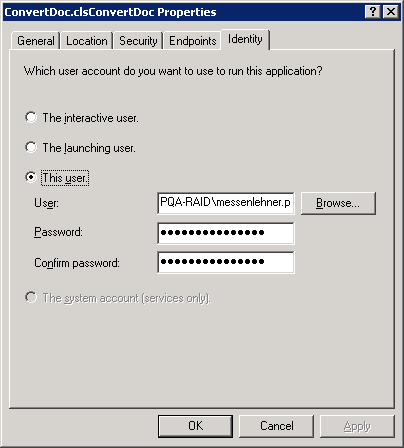 ConvertDoc.clsConvertDoc Properties
General Location Security Endpoints Identity
Which user account do you want to use to run this application?
The interactive user.
The launching user.
This user.
User: PQA-RAID\messenlehner.p Browse...
Password: ●●●●●●●●●●●●●●●
Confirm password: ●●●●●●●●●●●●●●●
The system account (services only).
OK Cancel Apply